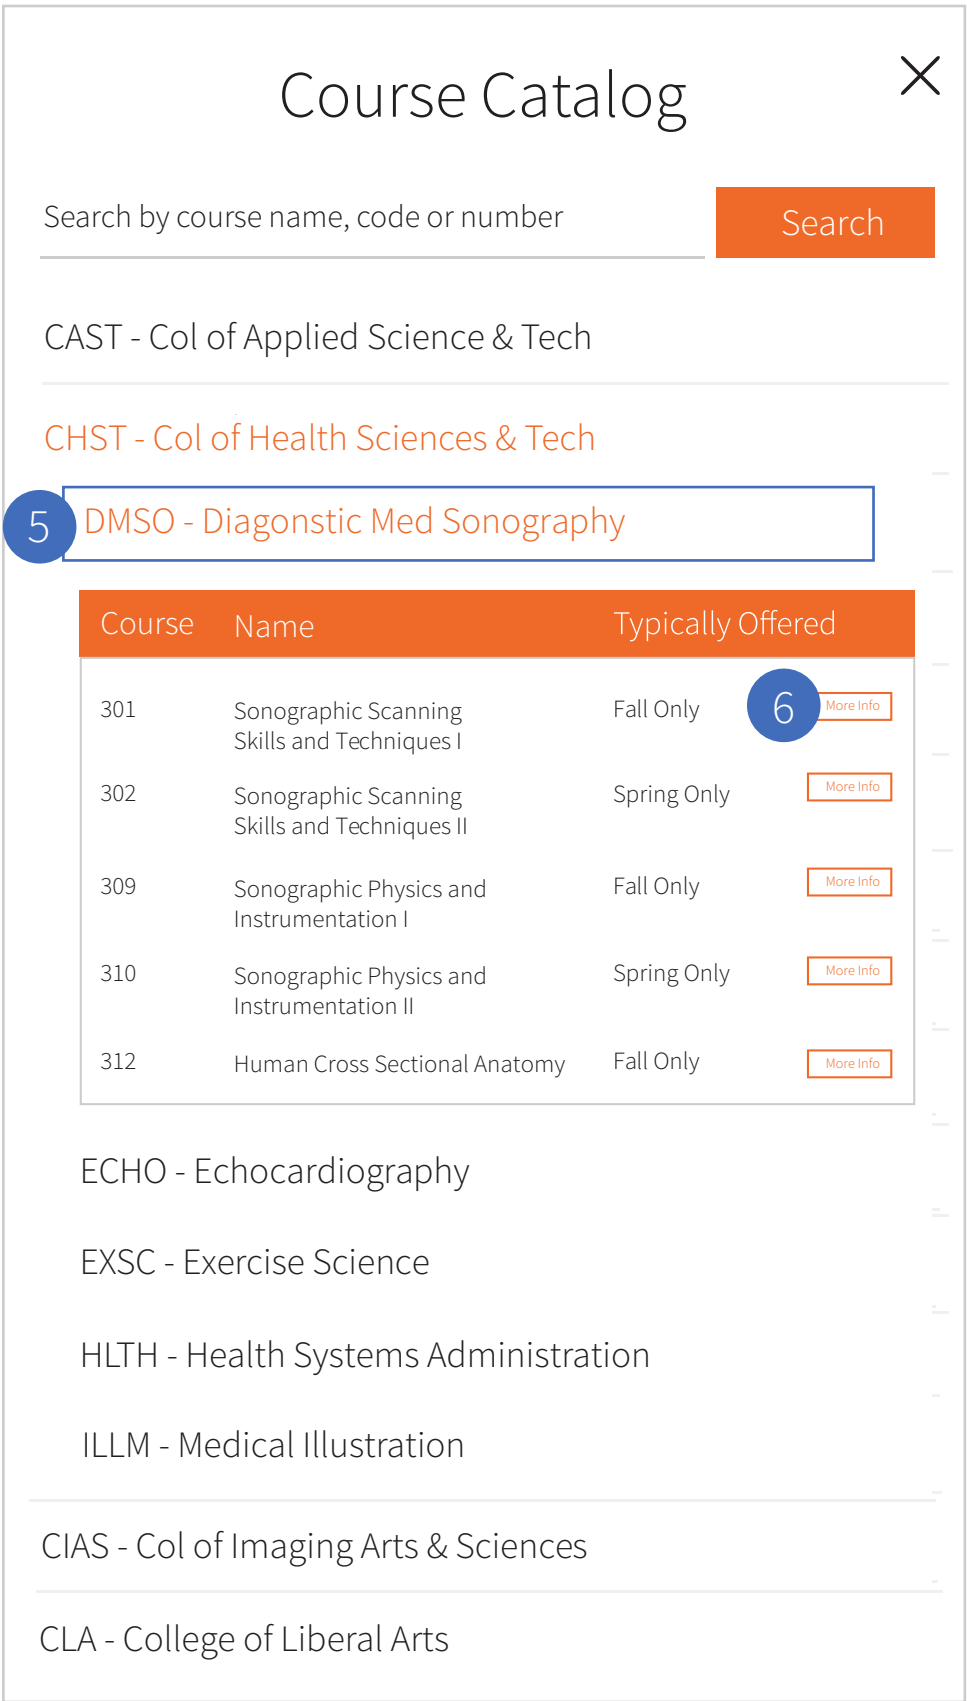 Course Catalog
Search by course name, code or number
Search
CAST - Col of Applied Science & Tech
CHST - Col of Health Sciences & Tech
5
DMSO - Diagonstic Med Sonography
Course Name Typically Offered
301 Sonographic Scanning Fall Only 6 More Info
Skills and Techniques I
302 Sonographic Scanning Spring Only More Info
Skills and Techniques II
309 Sonographic Physics and Fall Only More Info
Instrumentation I
310 Sonographic Physics and Spring Only More Info
Instrumentation II
312 Human Cross Sectional Anatomy Fall Only More Info
ECHO - Echocardiography
EXSC - Exercise Science
HLTH - Health Systems Administration
ILLM - Medical Illustration
CIAS - Col of Imaging Arts & Sciences
CLA - College of Liberal Arts